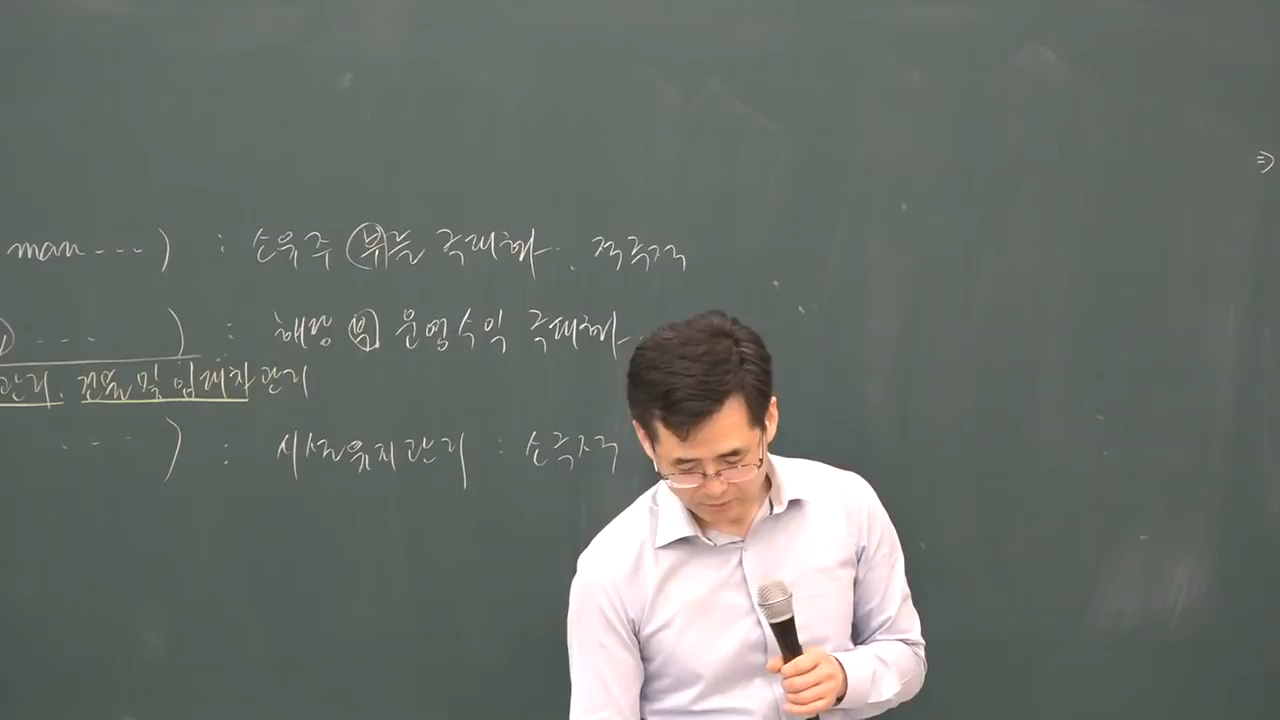 man ---) : 소유주 부를 극대화. 적극적
--- ) : 해당 운영수익 극대화
관리, 건물 및 임대차 관리
--- ) : 시설유지관리 : 소극적
⇒